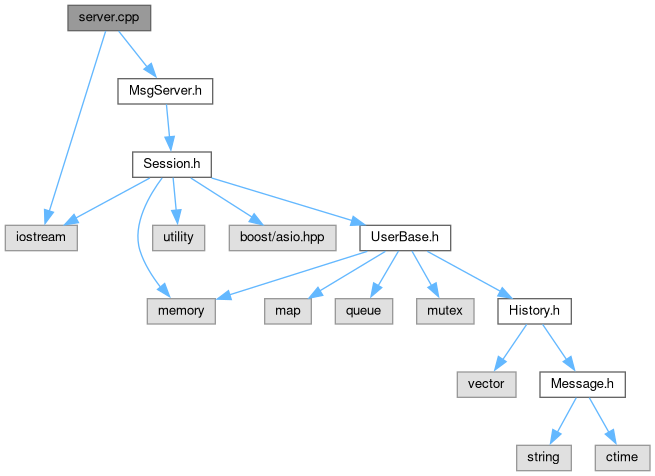 server.cpp
MsgServer.h
Session.h
iostream
utility
boost/asio.hpp
UserBase.h
memory
map
queue
mutex
History.h
vector
Message.h
string
ctime